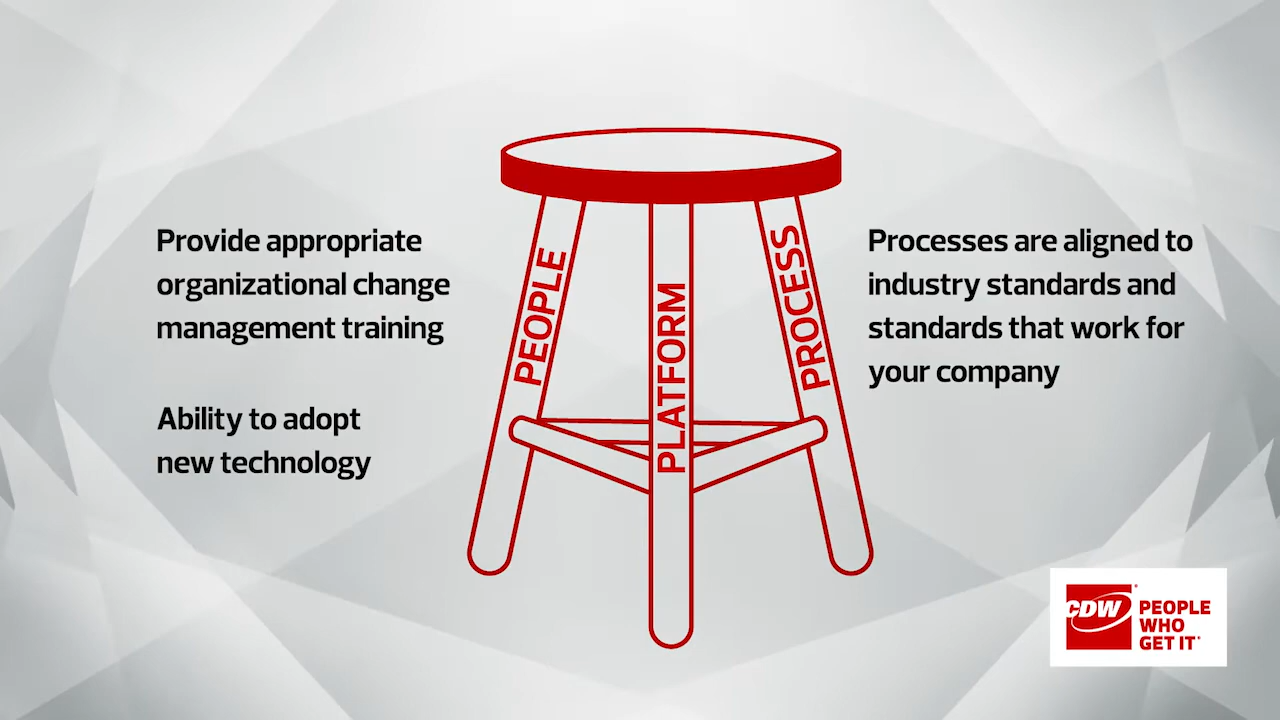 Provide appropriate
organizational change
management training
Ability to adopt
new technology
PEOPLE
PLATFORM
PROCESS
Processes are aligned to
industry standards and
standards that work for
your company
CDW®
PEOPLE
WHO
GET IT®